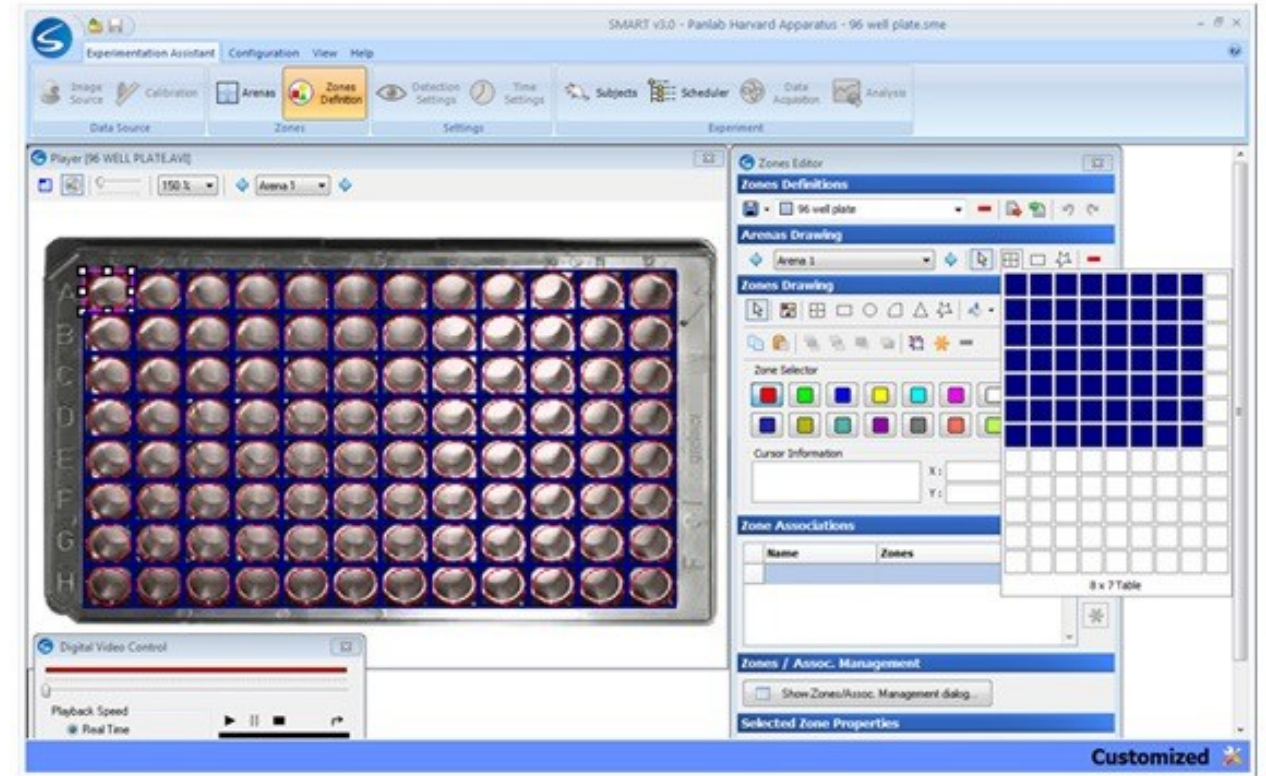 SMART v3.0 - Panlab Harvard Apparatus - 96 well plate.sme
Experimentation Assistant Configuration View Help
Image Source Calibration Arenas Zones Definition Detection Settings Time Settings Subjects Scheduler Data Acquisition Analysis
Data Source Zones Settings Experiment
Player [96 WELL PLATE.AVI]
150 % Arena 1
A
B
C
D
E
F
G
H
Zones Editor
Zones Definitions
96 well plate
Arenas Drawing
Arena 1
Zones Drawing
Zone Selector
Cursor Information
X :
Y :
8 x 7 Table
Zone Associations
Name Zones
Zones / Assoc. Management
Show Zones/Assoc. Management dialog...
Selected Zone Properties
Digital Video Control
Playback Speed
Real Time
Customized